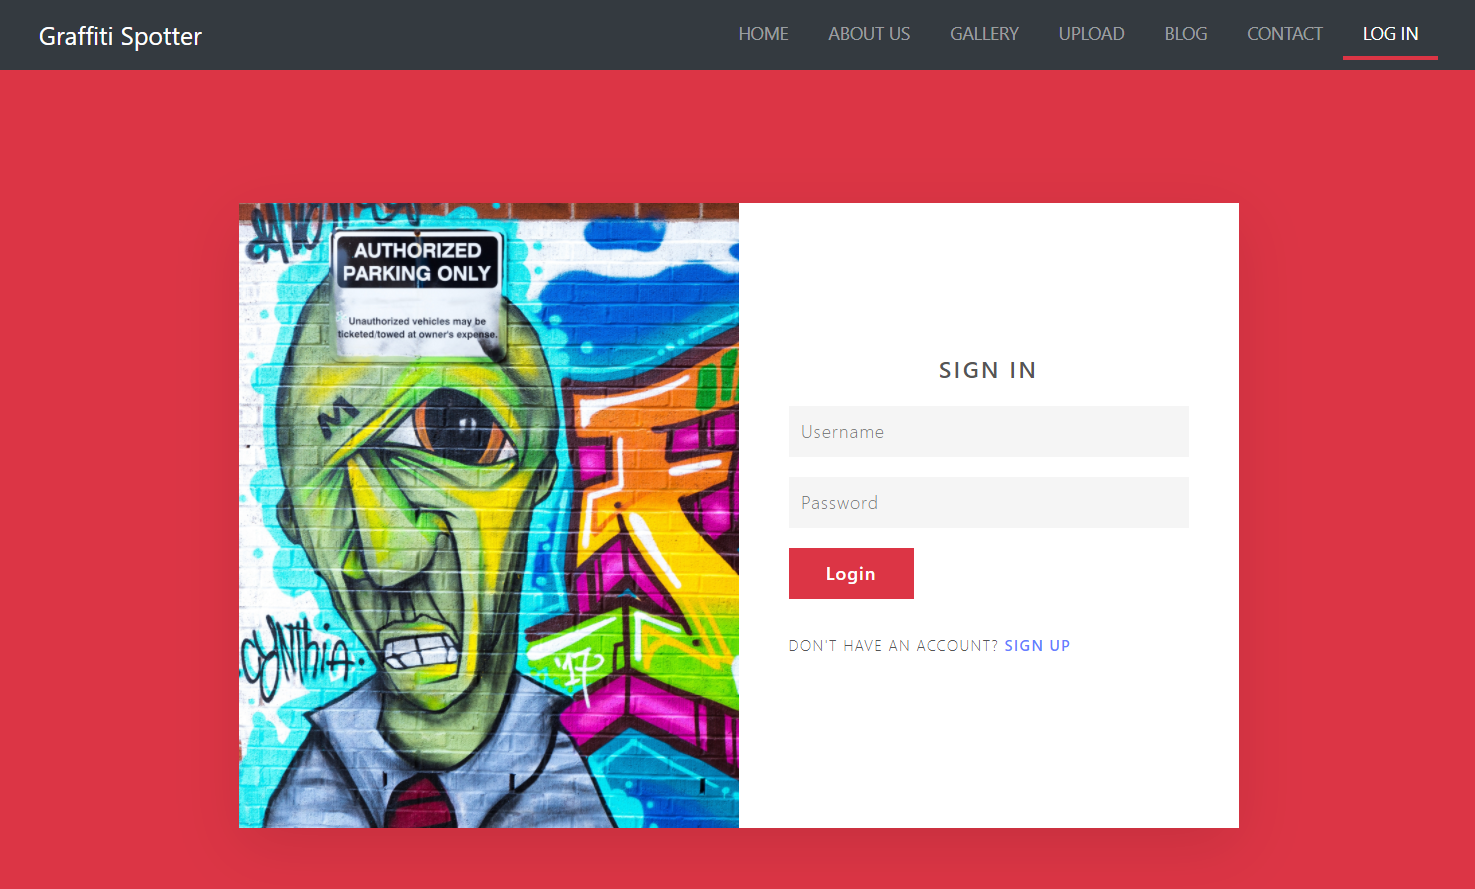 Graffiti Spotter
HOME ABOUT US GALLERY UPLOAD BLOG CONTACT LOG IN
AUTHORIZED
PARKING ONLY
Unauthorized vehicles may be
ticketed/towed at owner's expense.
M
Cynthia.
'17
SIGN IN
Username
Password
Login
DON'T HAVE AN ACCOUNT? SIGN UP